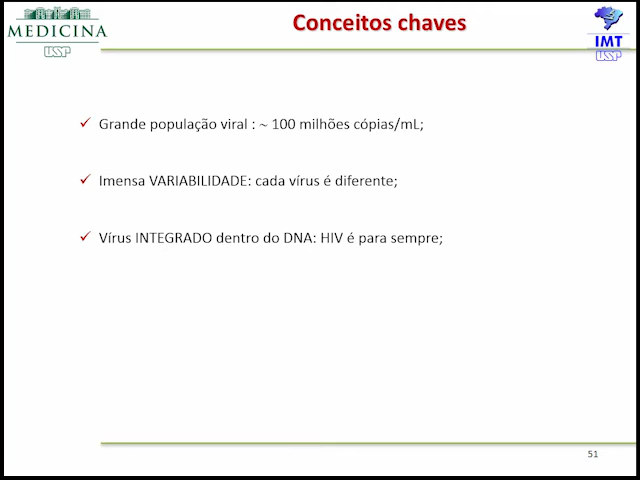 MEDICINA
USP
Conceitos chaves
IMT
USP
Grande população viral : ~ 100 milhões cópias/mL;
Imensa VARIABILIDADE: cada vírus é diferente;
Vírus INTEGRADO dentro do DNA: HIV é para sempre;
51